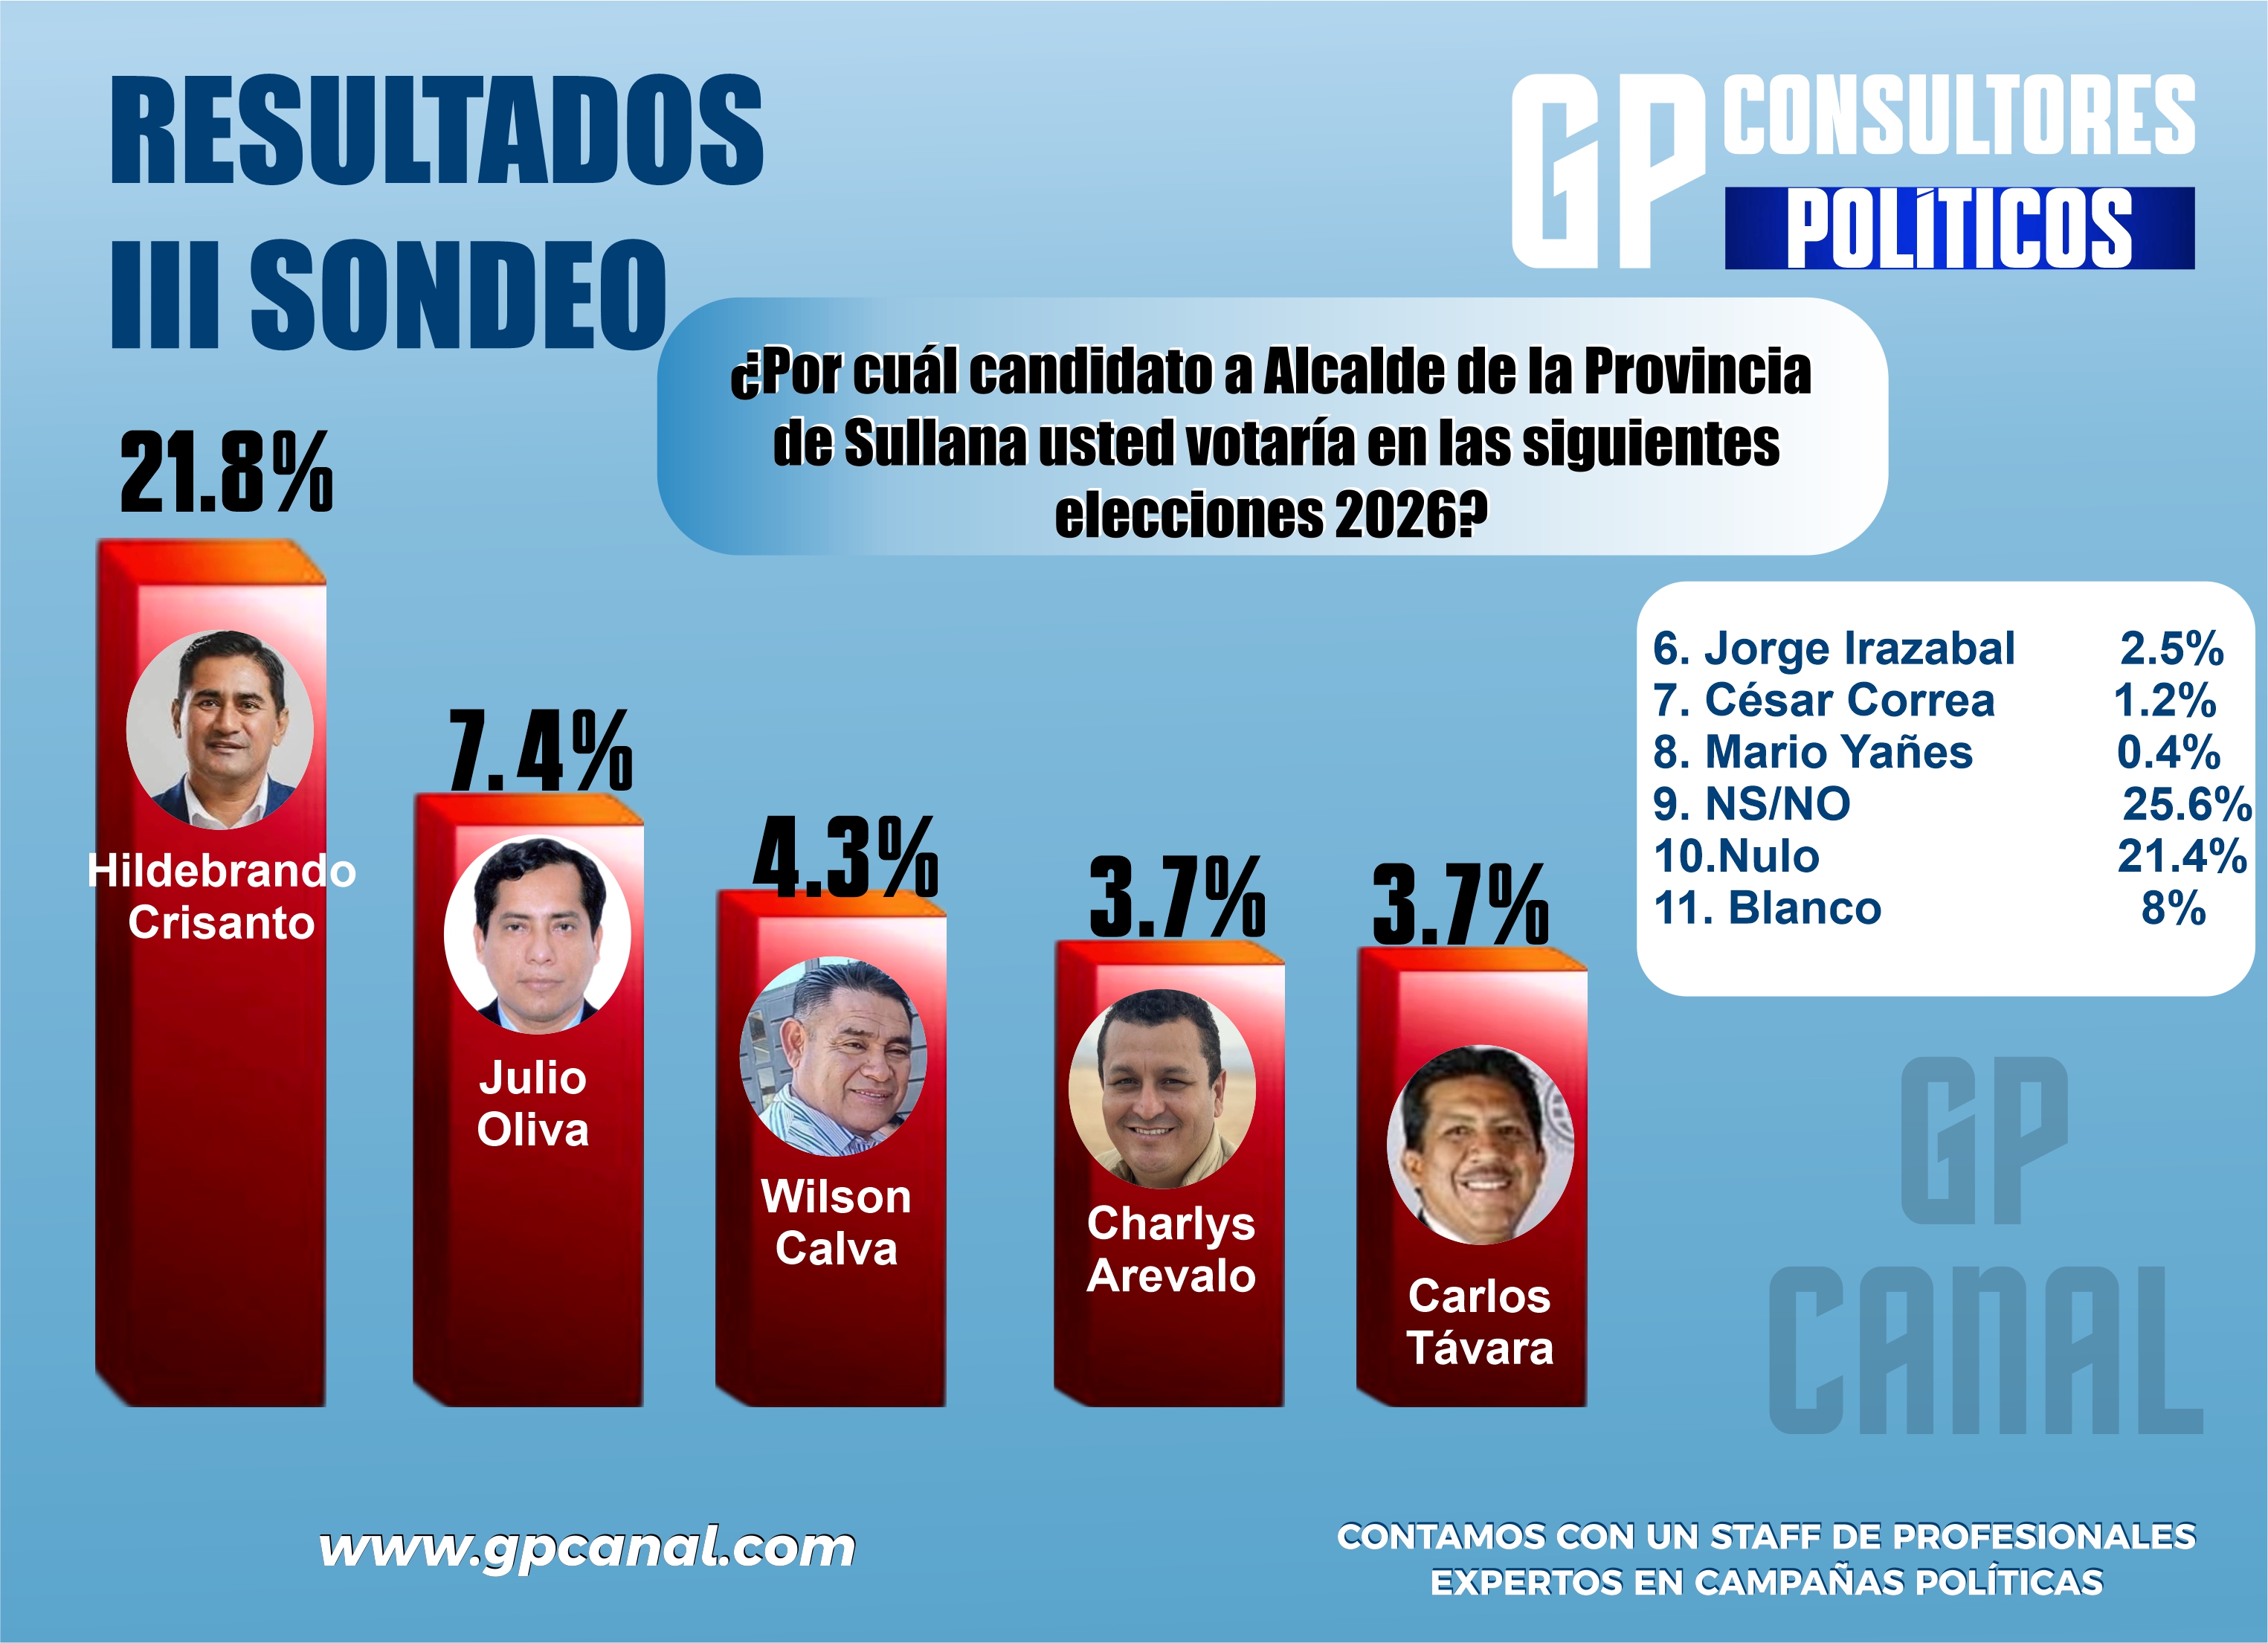 RESULTADOS
III SONDEO
GP CONSULTORES
POLÍTICOS
¿Por cuál candidato a Alcalde de la Provincia
de Sullana usted votaría en las siguientes
elecciones 2026?
21.8%
Hildebrando
Crisanto
7.4%
Julio
Oliva
4.3%
Wilson
Calva
3.7%
Charlys
Arevalo
3.7%
Carlos
Távara
6. Jorge Irazabal 2.5%
7. César Correa 1.2%
8. Mario Yañes 0.4%
9. NS/NO 25.6%
10.Nulo 21.4%
11. Blanco 8%
GP
CANAL
www.gpcanal.com
CONTAMOS CON UN STAFF DE PROFESIONALES
EXPERTOS EN CAMPAÑAS POLÍTICAS